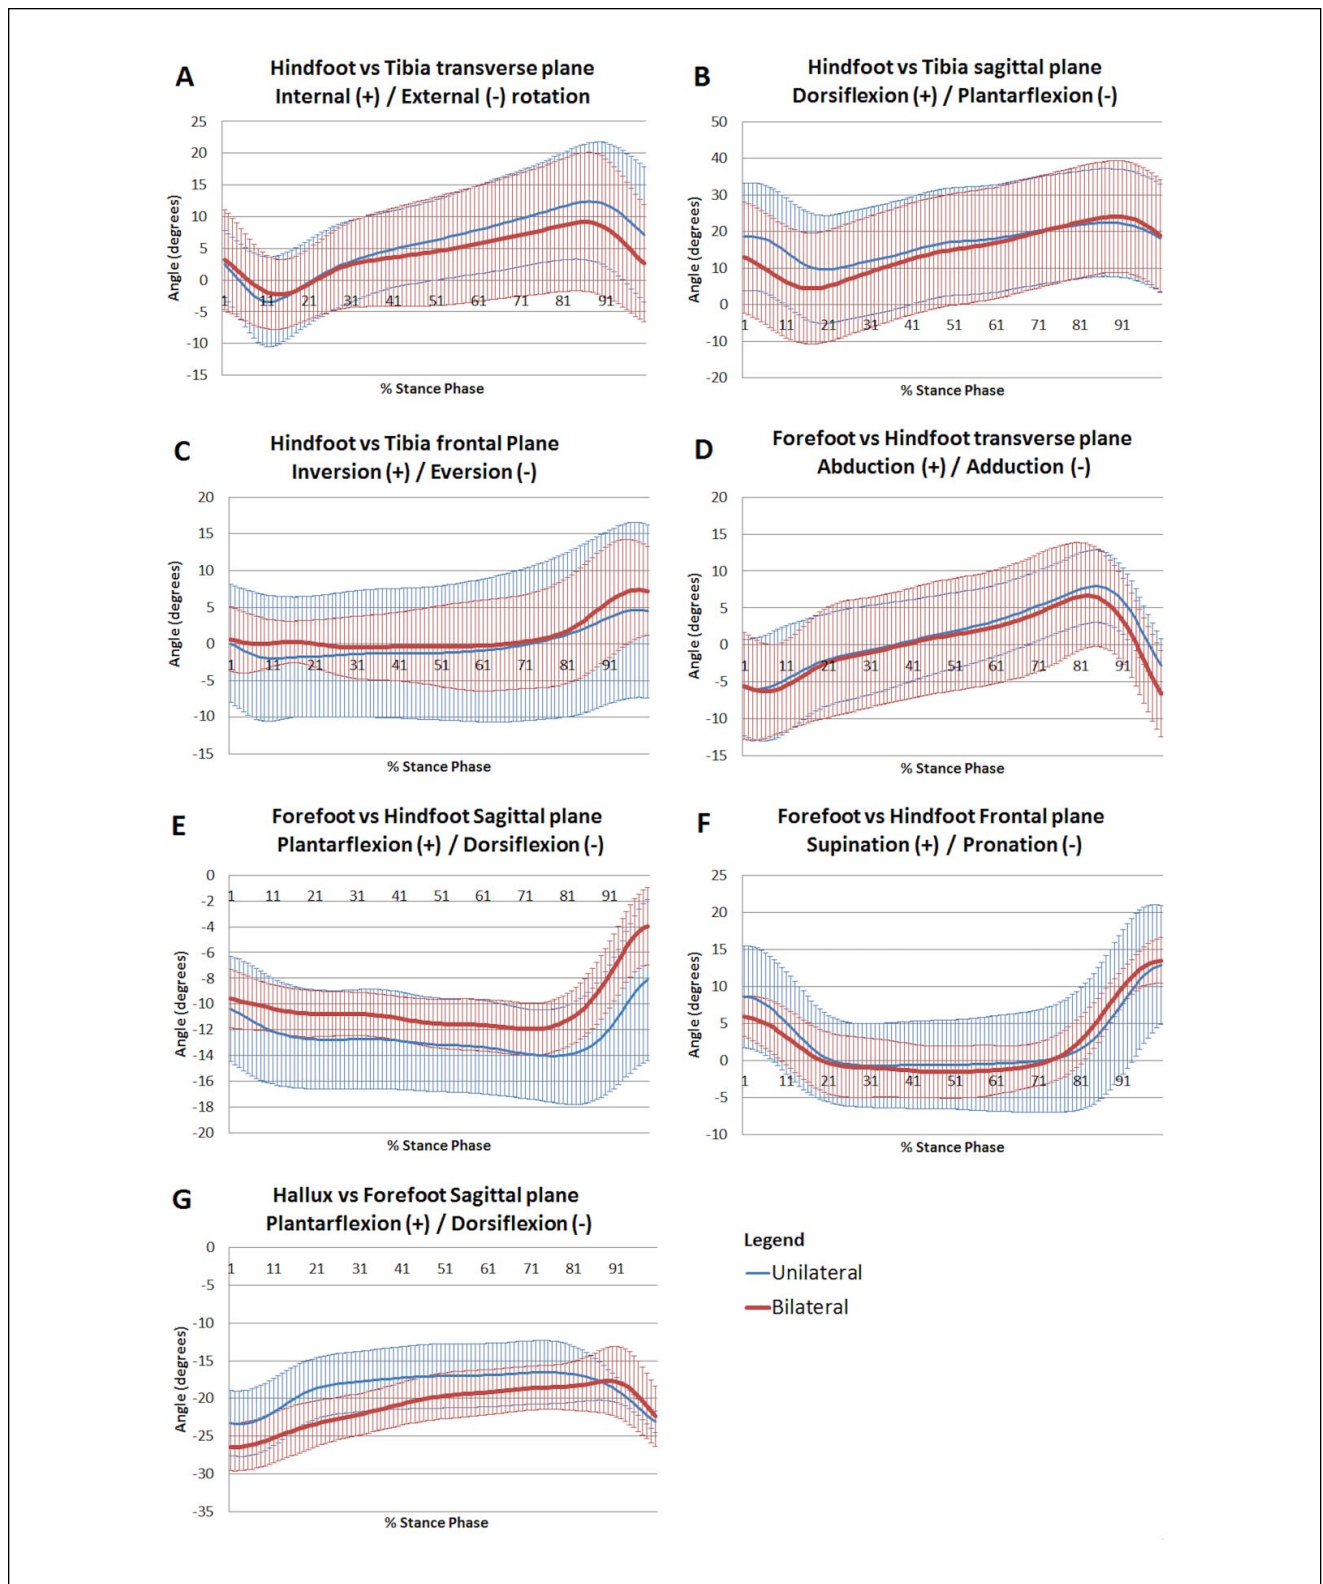 A
Hindfoot vs Tibia transverse plane
Internal (+) / External (-) rotation
25
20
15
10
5
0
-5
-10
-15
1 11 21 31 41 51 61 71 81 91
Angle (degrees)
% Stance Phase
B
Hindfoot vs Tibia sagittal plane
Dorsiflexion (+) / Plantarflexion (-)
50
40
30
20
10
0
-10
-20
1 11 21 31 41 51 61 71 81 91
Angle (degrees)
% Stance Phase
C
Hindfoot vs Tibia frontal Plane
Inversion (+) / Eversion (-)
20
15
10
5
0
-5
-10
-15
1 11 21 31 41 51 61 71 81 91
Angle (degrees)
% Stance Phase
D
Forefoot vs Hindfoot transverse plane
Abduction (+) / Adduction (-)
20
15
10
5
0
-5
-10
-15
1 11 21 31 41 51 61 71 81 91
Angle (degrees)
% Stance Phase
E
Forefoot vs Hindfoot Sagittal plane
Plantarflexion (+) / Dorsiflexion (-)
0
1 11 21 31 41 51 61 71 81 91
-2
-4
-6
-8
-10
-12
-14
-16
-18
-20
Angle (degrees)
% Stance Phase
F
Forefoot vs Hindfoot Frontal plane
Supination (+) / Pronation (-)
25
20
15
10
5
0
-5
-10
1 11 21 31 41 51 61 71 81 91
Angle (degrees)
% Stance Phase
G
Hallux vs Forefoot Sagittal plane
Plantarflexion (+) / Dorsiflexion (-)
0
1 11 21 31 41 51 61 71 81 91
-5
-10
-15
-20
-25
-30
-35
Angle (degrees)
% Stance Phase
Legend
Unilateral
Bilateral